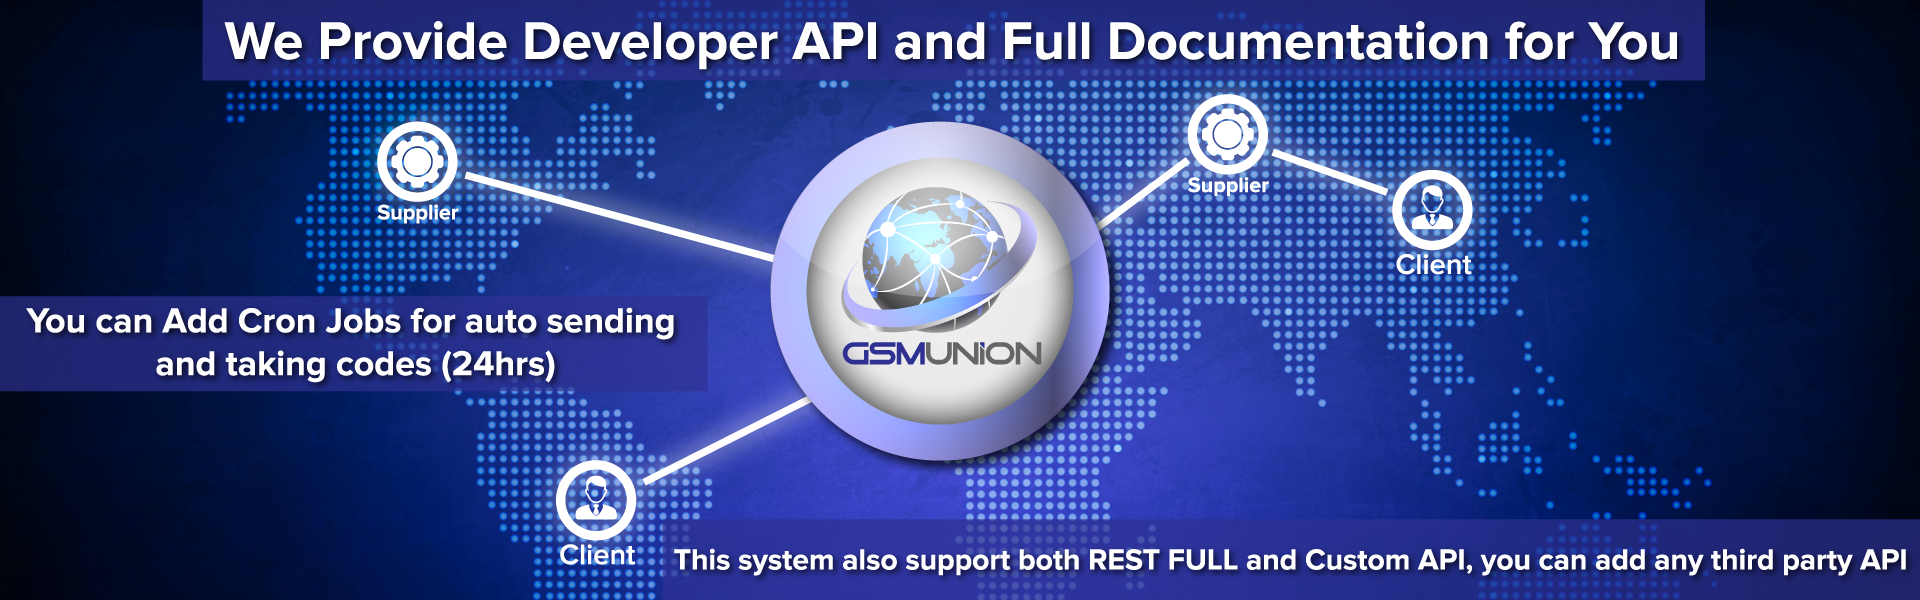 We Provide Developer API and Full Documentation for You
Supplier
Supplier
Client
You can Add Cron Jobs for auto sending
and taking codes (24hrs)
GSMUNION
Client
This system also support both REST FULL and Custom API, you can add any third party API